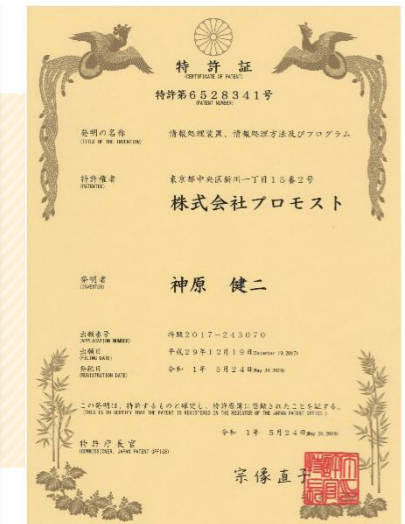 特許証
(CERTIFICATE OF PATENT)
特許第6528341号
(PATENT NUMBER)
発明の名称
(TITLE OF THE INVENTION)
情報処理装置、情報処理方法及びプログラム
特許権者
(PATENTEE)
東京都中央区新川一丁目15番2号
株式会社プロモスト
発明者
(INVENTOR)
神原 健二
出願番号
(APPLICATION NUMBER)
特願2017-243070
出願日
(FILING DATE)
平成29年12月19日(December 19,2017)
登録日
(REGISTRATION DATE)
令和 1年 5月24日(May 24,2019)
この発明は、特許するものと確定し、特許原簿に登録されたことを証する。
(THIS IS TO CERTIFY THAT THE PATENT IS REGISTERED IN THE REGISTER OF THE JAPAN PATENT OFFICE.)
令和 1年 5月24日(May 24,2019)
特許庁長官
(COMMISSIONER, JAPAN PATENT OFFICE)
宗像直子